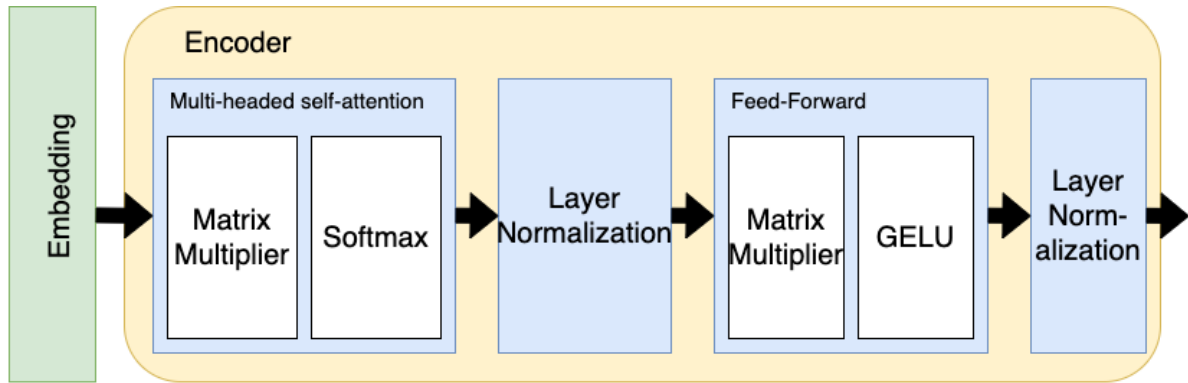 Embedding
Encoder
Multi-headed self-attention
Matrix
Multiplier
Softmax
Layer
Normalization
Feed-Forward
Matrix
Multiplier
GELU
Layer
Norm-
alization